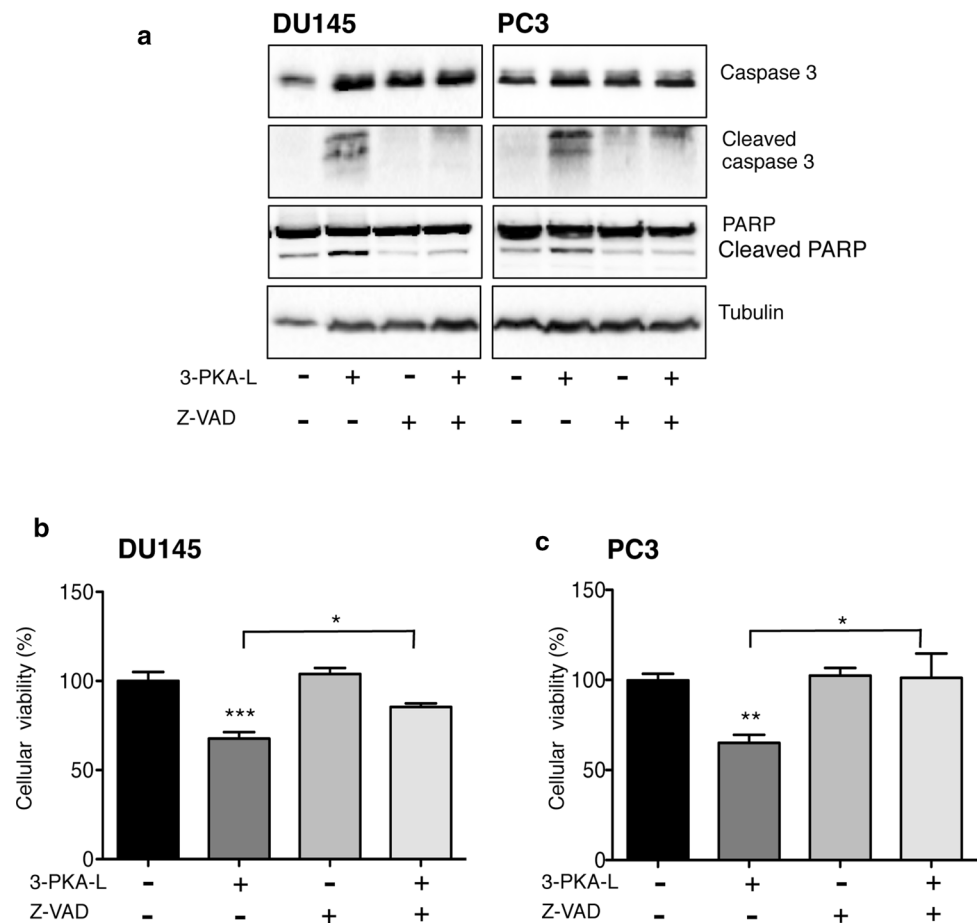 a
DU145 PC3
Caspase 3
Cleaved
caspase 3
PARP
Cleaved PARP
Tubulin
3-PKA-L - + - + - + - +
Z-VAD - - + + - - + +
b
DU145
Cellular viability (%)
150
100
50
0
*
***
3-PKA-L - + - +
Z-VAD - - + +
c
PC3
Cellular viability (%)
150
100
50
0
*
**
3-PKA-L - + - +
Z-VAD - - + +